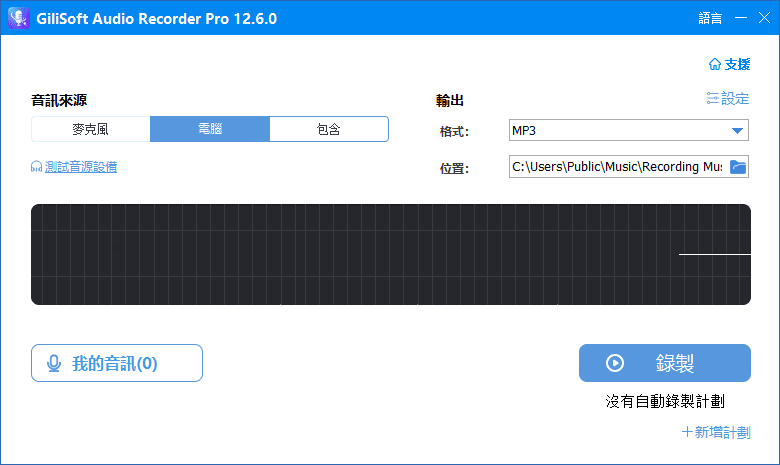 GiliSoft Audio Recorder Pro 12.6.0
語言
支援
音訊來源
輸出
設定
麥克風
電腦
包含
格式：
MP3
測試音源設備
位置：
C:\Users\Public\Music\Recording Mus
我的音訊(0)
錄製
沒有自動錄製計劃
＋新增計劃